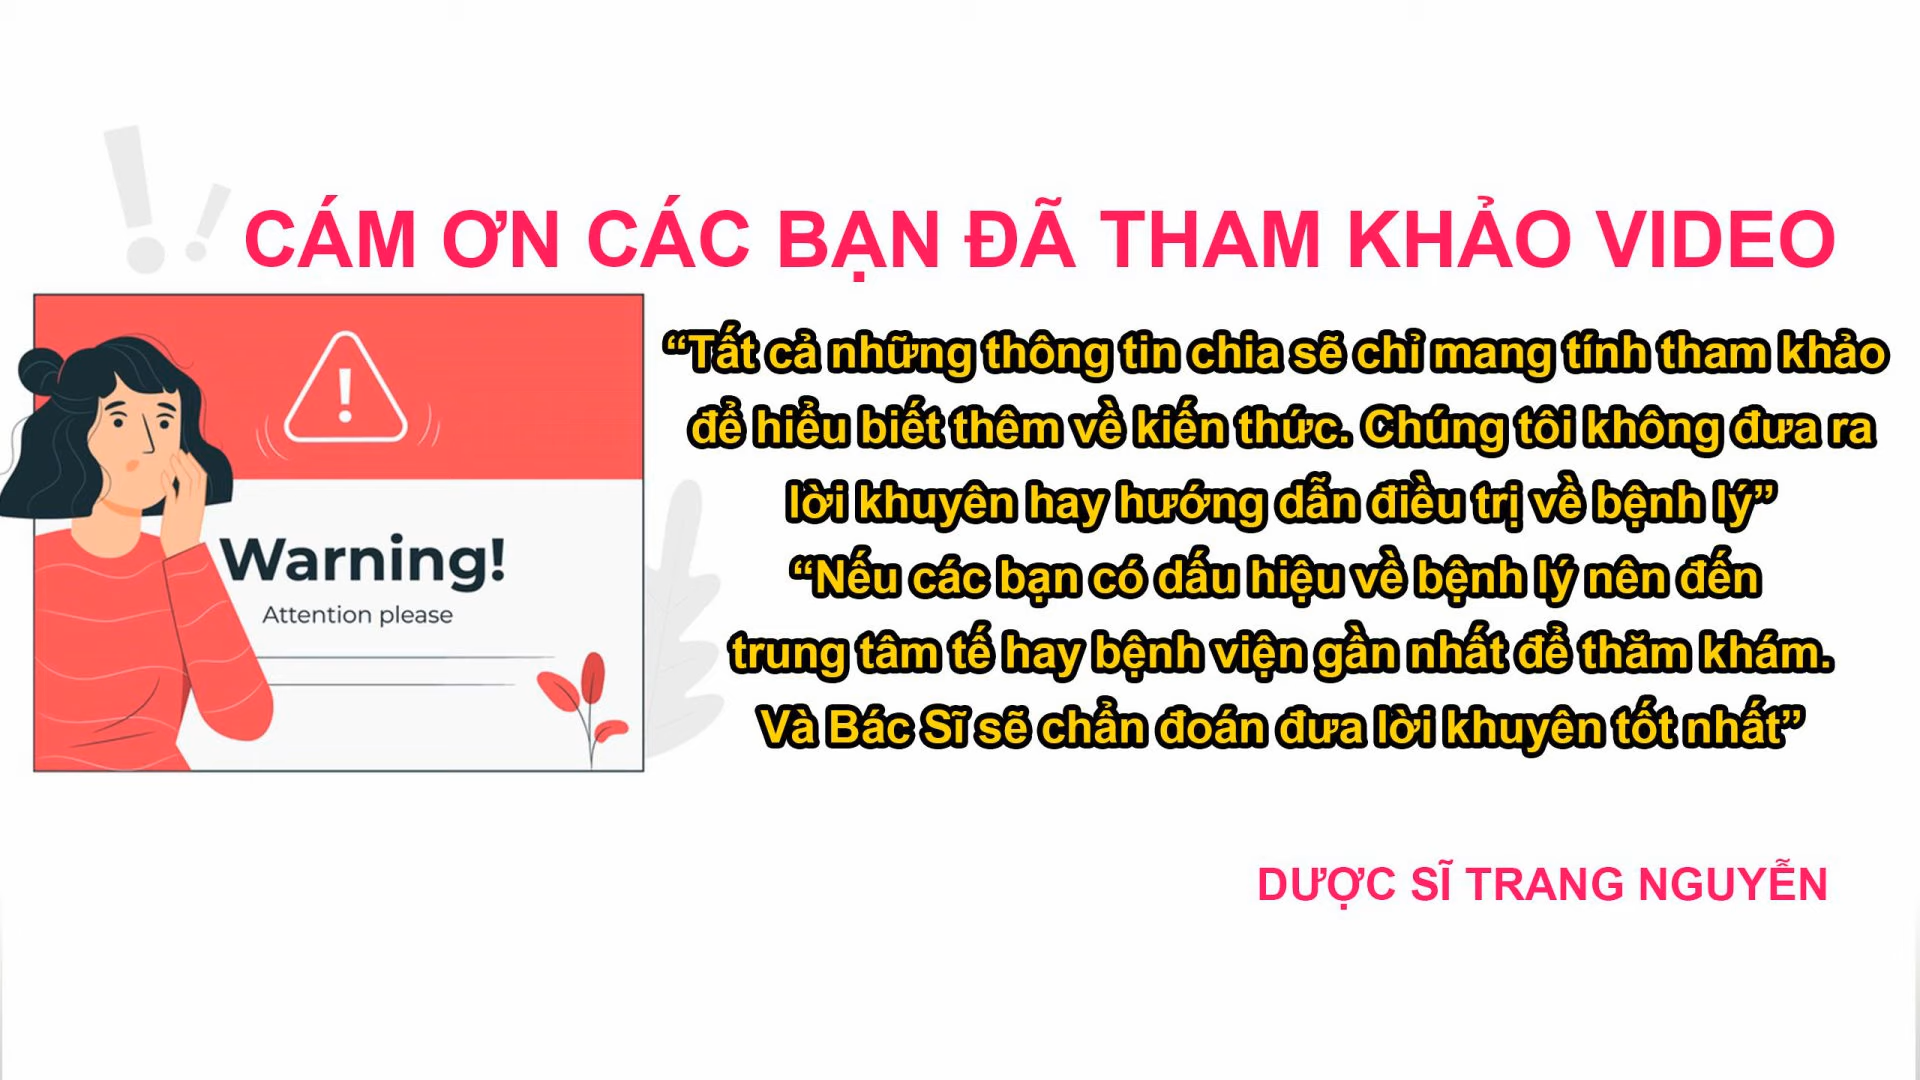 CÁM ƠN CÁC BẠN ĐÃ THAM KHẢO VIDEO
“Tất cả những thông tin chia sẽ chỉ mang tính tham khảo
để hiểu biết thêm về kiến thức. Chúng tôi không đưa ra
lời khuyên hay hướng dẫn điều trị về bệnh lý”
“Nếu các bạn có dấu hiệu về bệnh lý nên đến
trung tâm tế hay bệnh viện gần nhất để thăm khám.
Và Bác Sĩ sẽ chẩn đoán đưa lời khuyên tốt nhất”
Warning!
Attention please
DƯỢC SĨ TRANG NGUYỄN